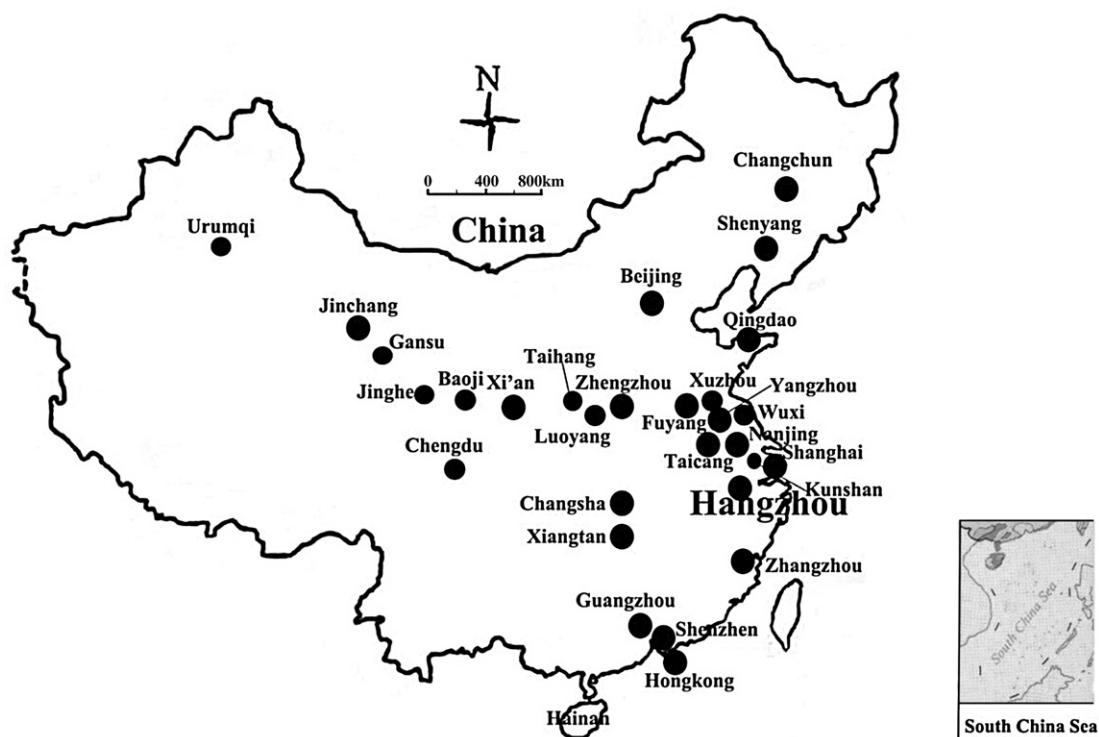 N
Changchun
0 400 800km
Shenyang
Urumqi
China
Beijing
Jinchang
Qingdao
Gansu
Taihang
Baoji
Xi'an
Zhengzhou
Xuzhou
Yangzhou
Jinghe
Fuyang
Wuxi
Luoyang
Nanjing
Chengdu
Taicang
Shanghai
Kunshan
Changsha
Hangzhou
Xiangtan
Zhangzhou
Guangzhou
Shenzhen
Hongkong
Hainan
South China Sea
South China Sea